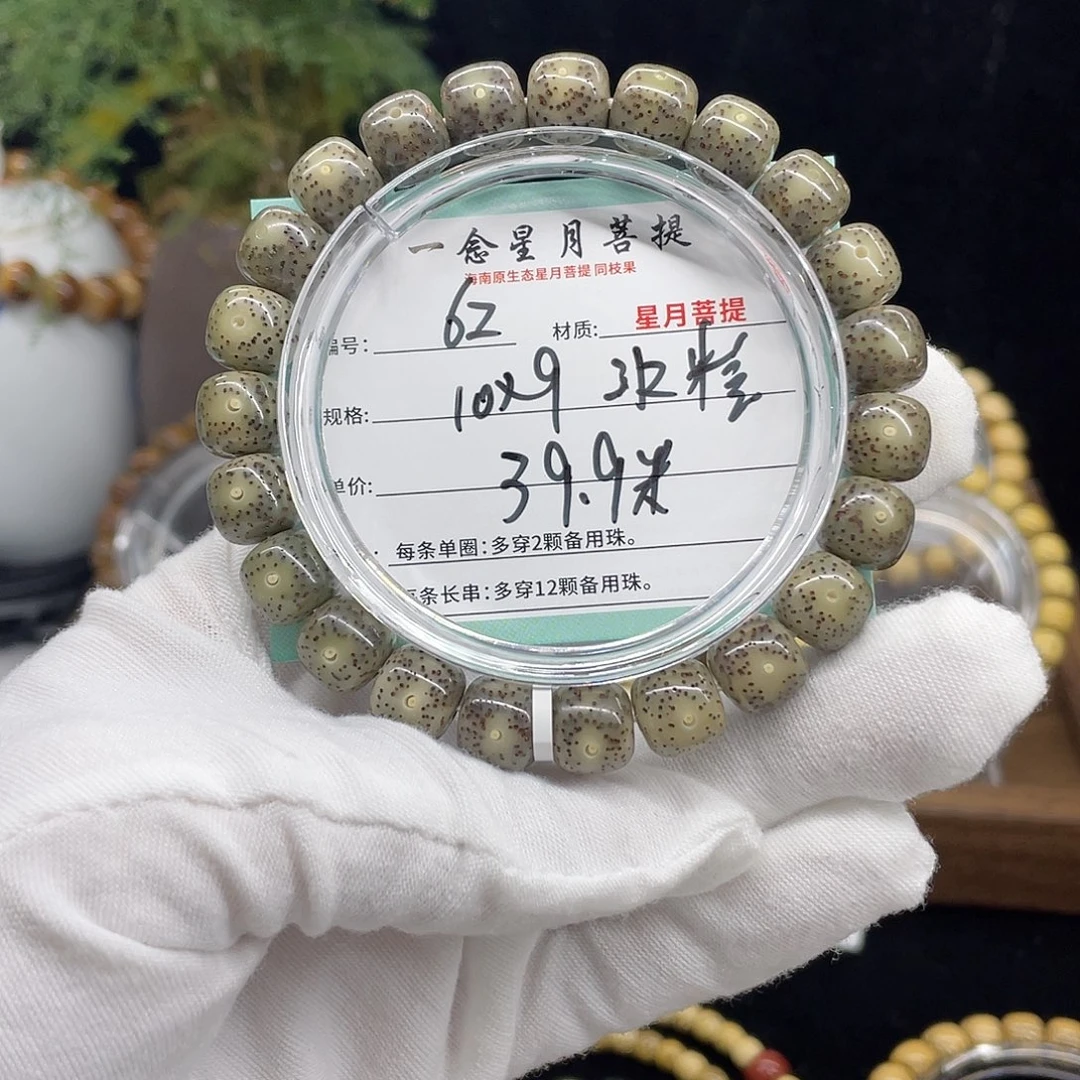 一念星月菩提
海南原生态星月菩提 同枝果
编号: 62 材质: 星月菩提
规格: 10x9 冰糕
单价: 39.9米
每条单圈:多穿2颗备用珠。
每条长串:多穿12颗备用珠。